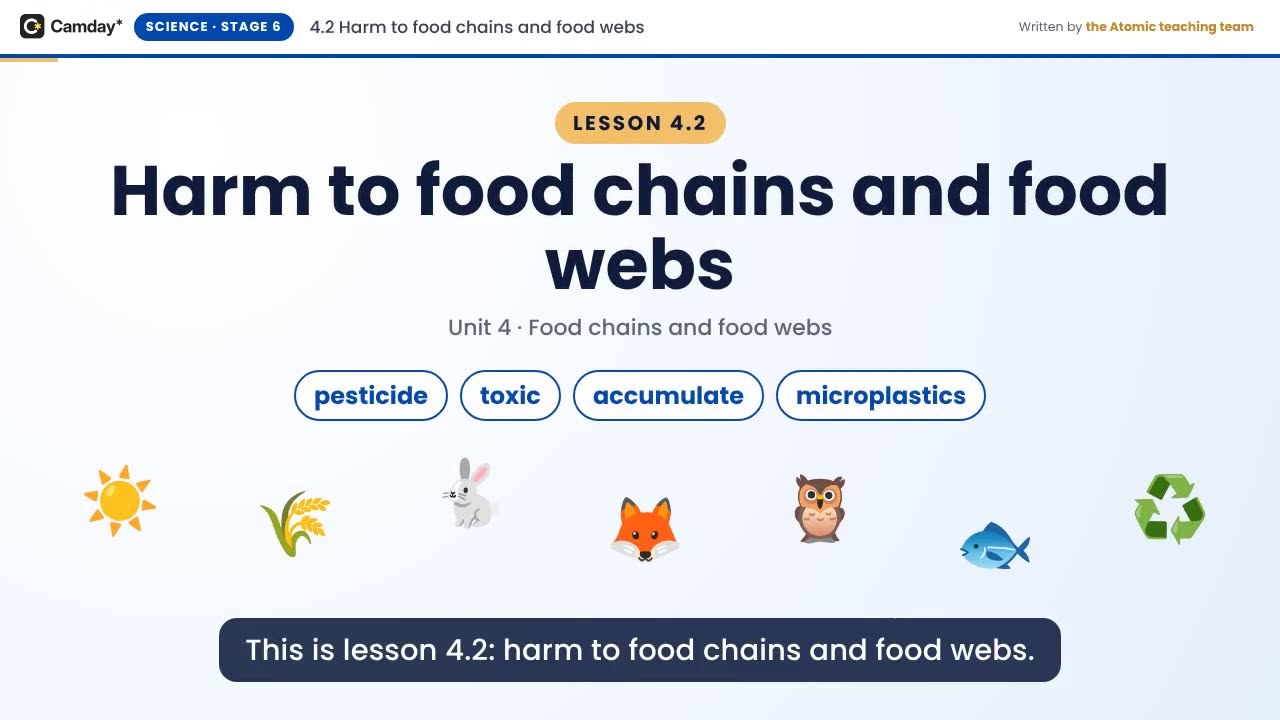 Camday*
SCIENCE · STAGE 6
4.2 Harm to food chains and food webs
Written by the Atomic teaching team
LESSON 4.2
Harm to food chains and food
webs
Unit 4 · Food chains and food webs
pesticide
toxic
accumulate
microplastics
This is lesson 4.2: harm to food chains and food webs.